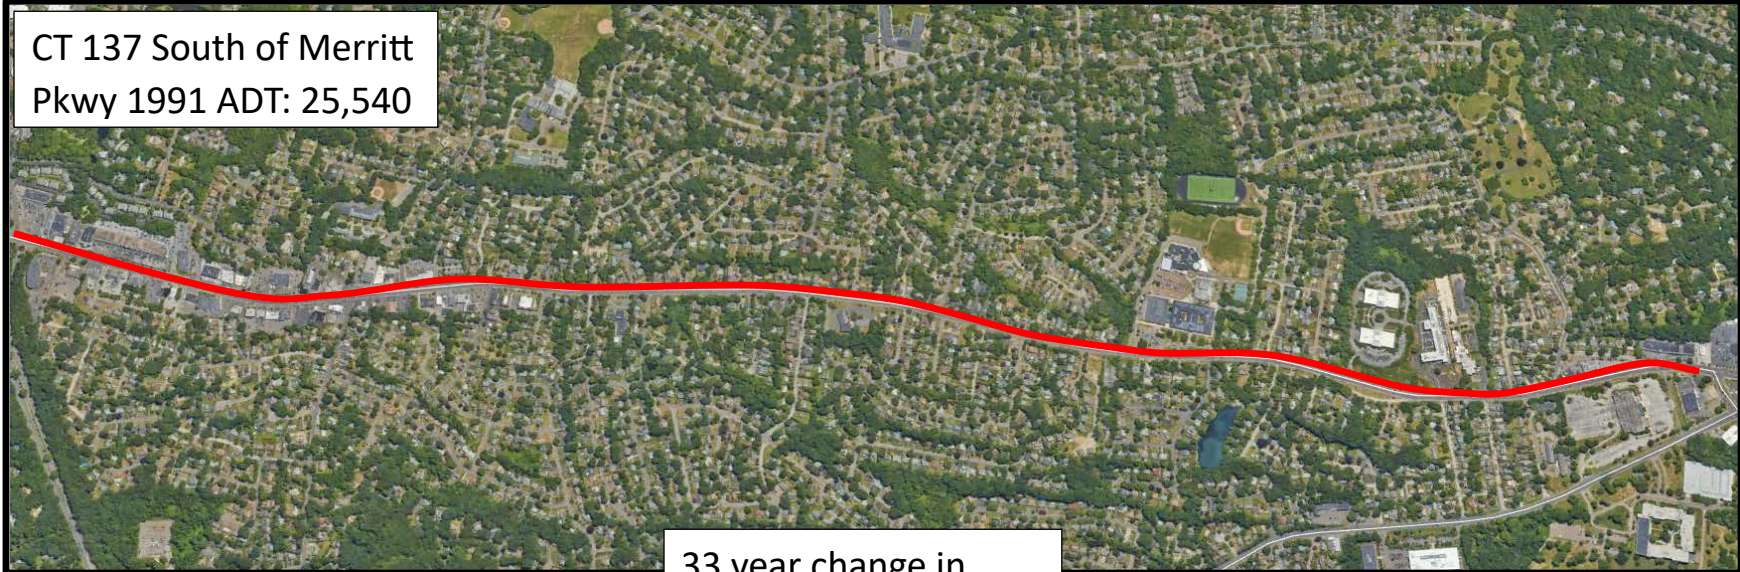 CT 137 South of Merritt
Pkwy 1991 ADT: 25,540
33 year change in